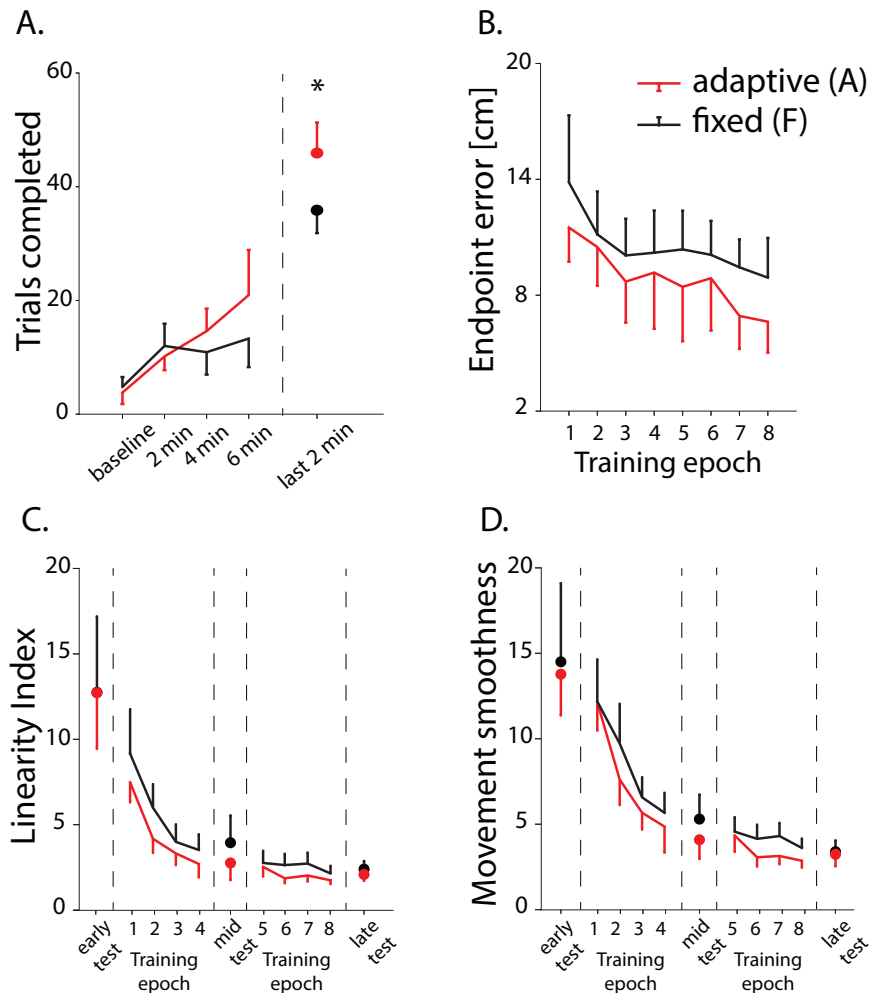 A.
Trials completed
60
40
20
0
baseline
2 min
4 min
6 min
last 2 min
*
B.
Endpoint error [cm]
20
14
8
2
adaptive (A)
fixed (F)
1 2 3 4 5 6 7 8
Training epoch
C.
Linearity Index
20
15
10
5
0
early test
1 2 3 4
Training
epoch
mid test
5 6 7 8
Training
epoch
late test
D.
Movement smoothness
20
15
10
5
0
early test
1 2 3 4
Training
epoch
mid test
5 6 7 8
Training
epoch
late test